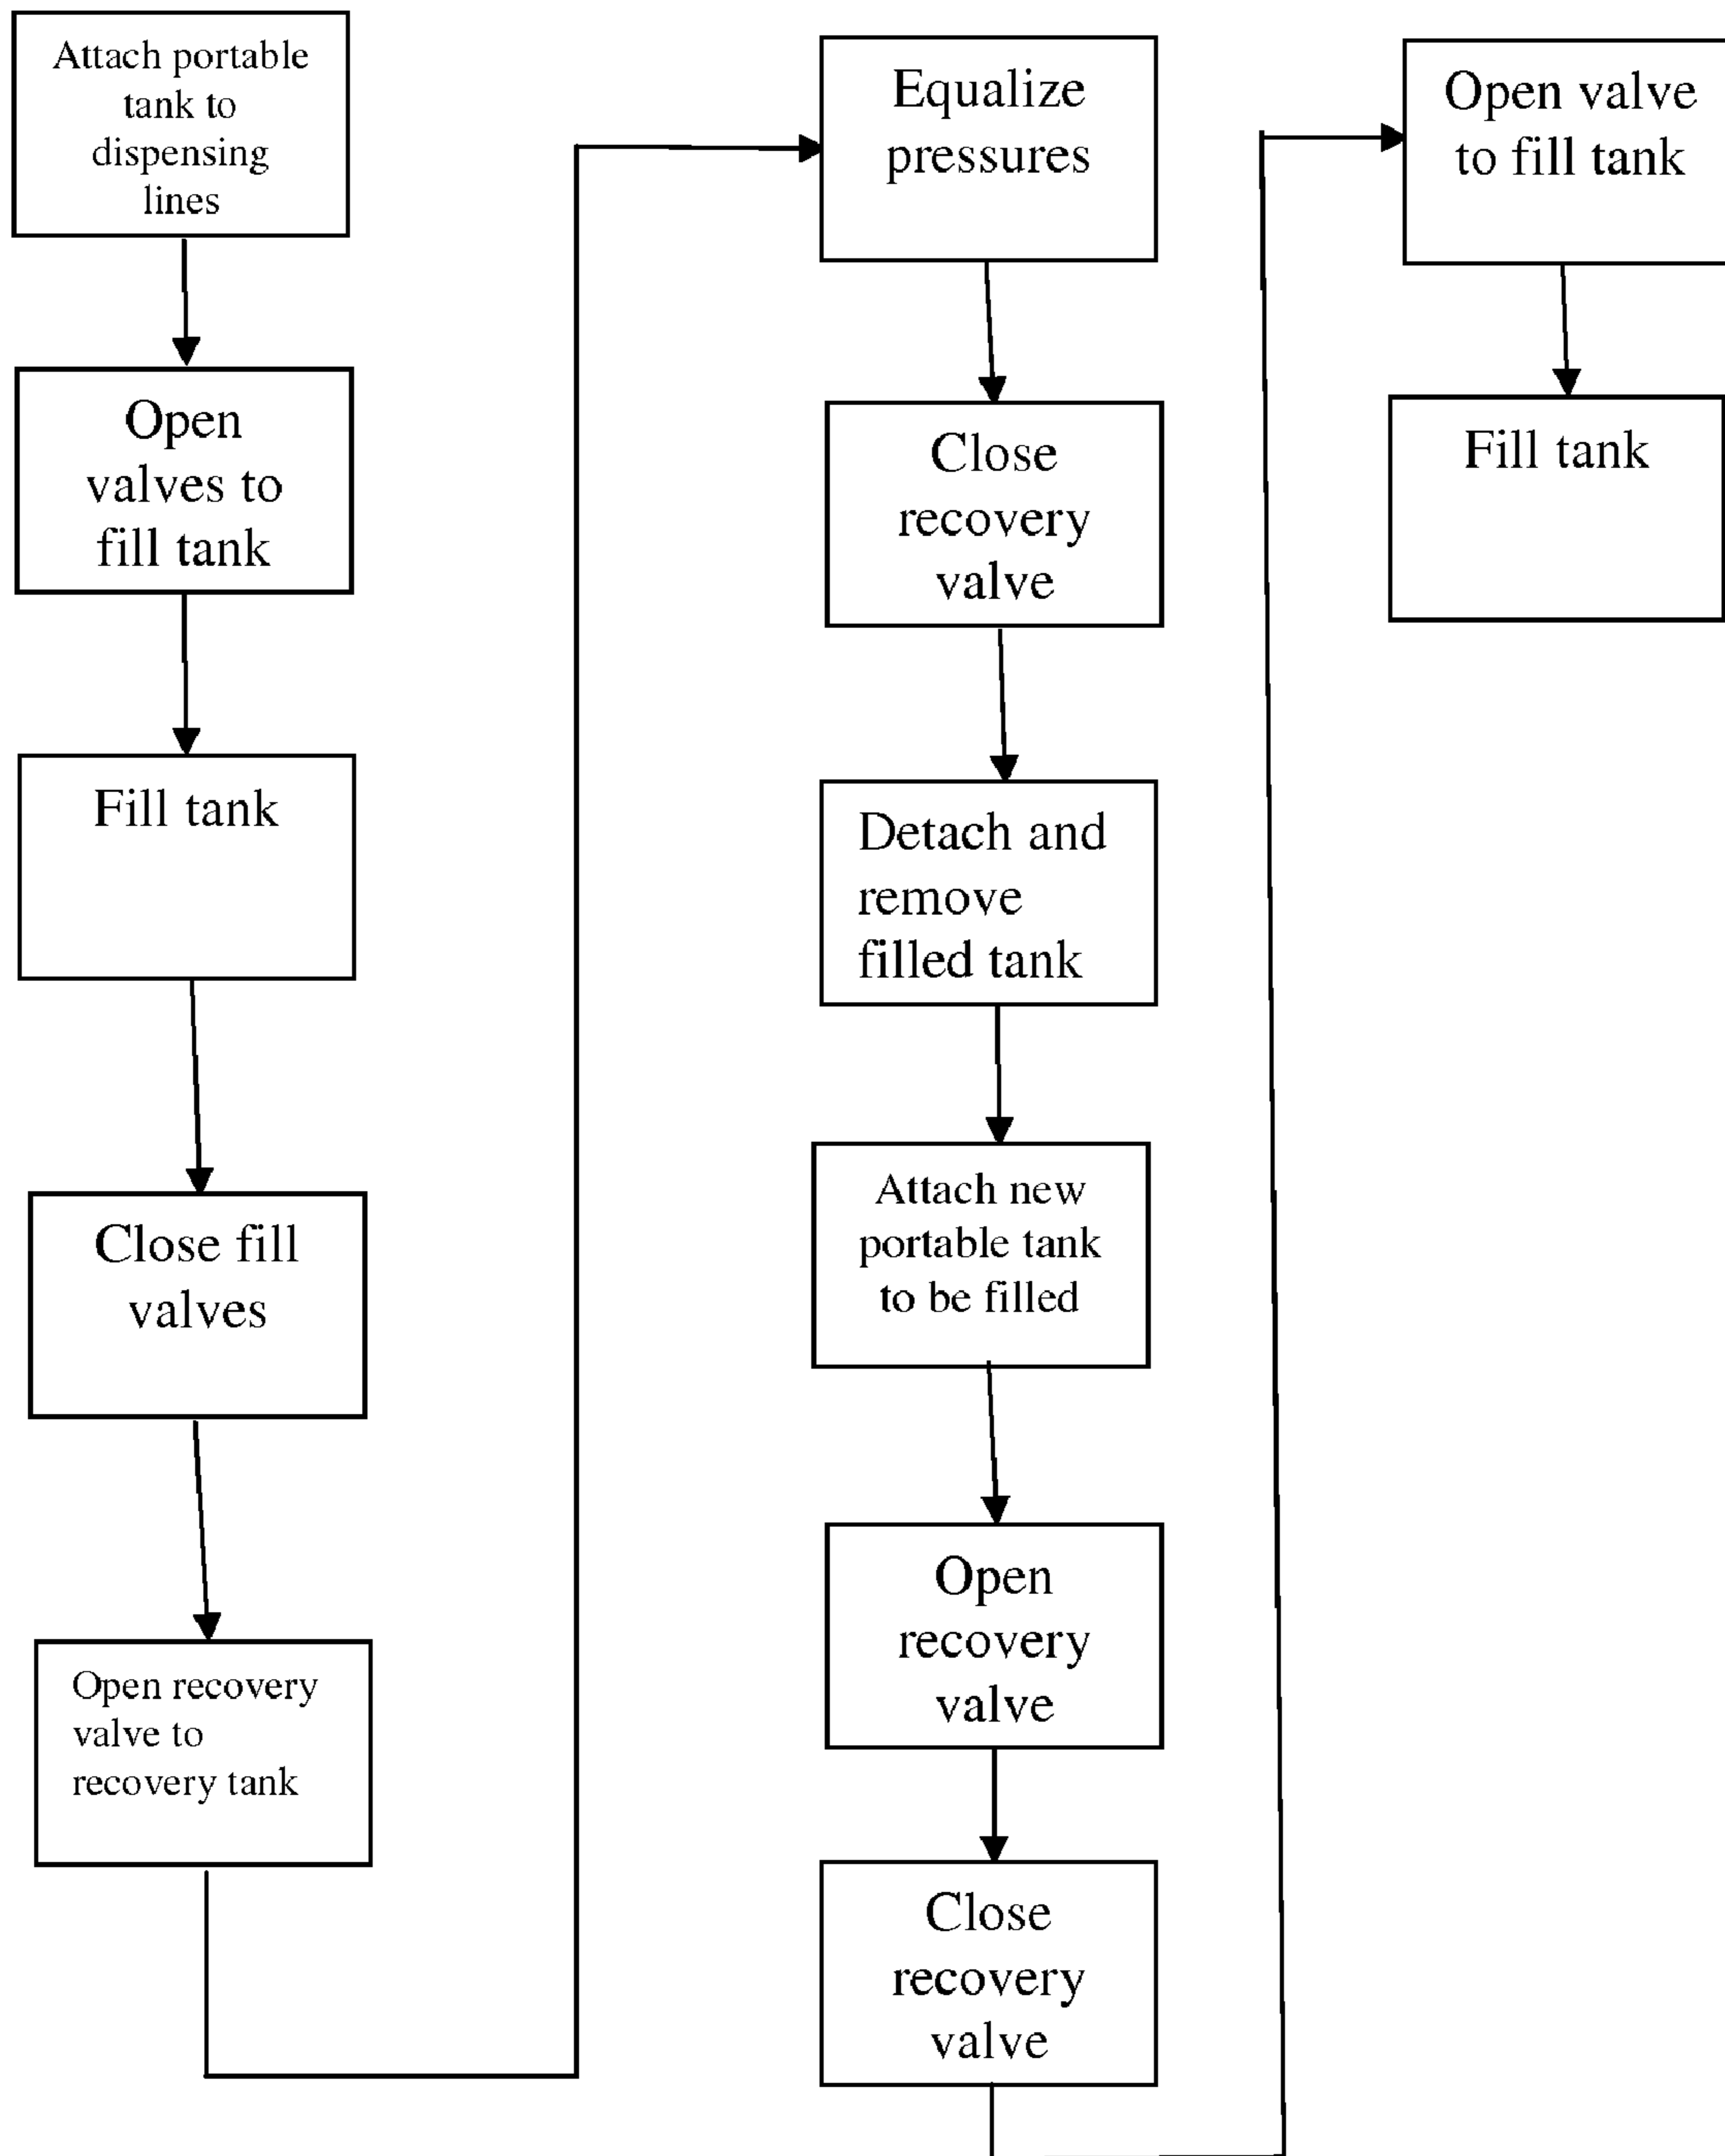 Attach portable
tank to
dispensing
lines
Open
valves to
fill tank
Fill tank
Close fill
valves
Open recovery
valve to
recovery tank
Equalize
pressures
Close
recovery
valve
Detach and
remove
filled tank
Attach new
portable tank
to be filled
Open
recovery
valve
Close
recovery
valve
Open valve
to fill tank
Fill tank